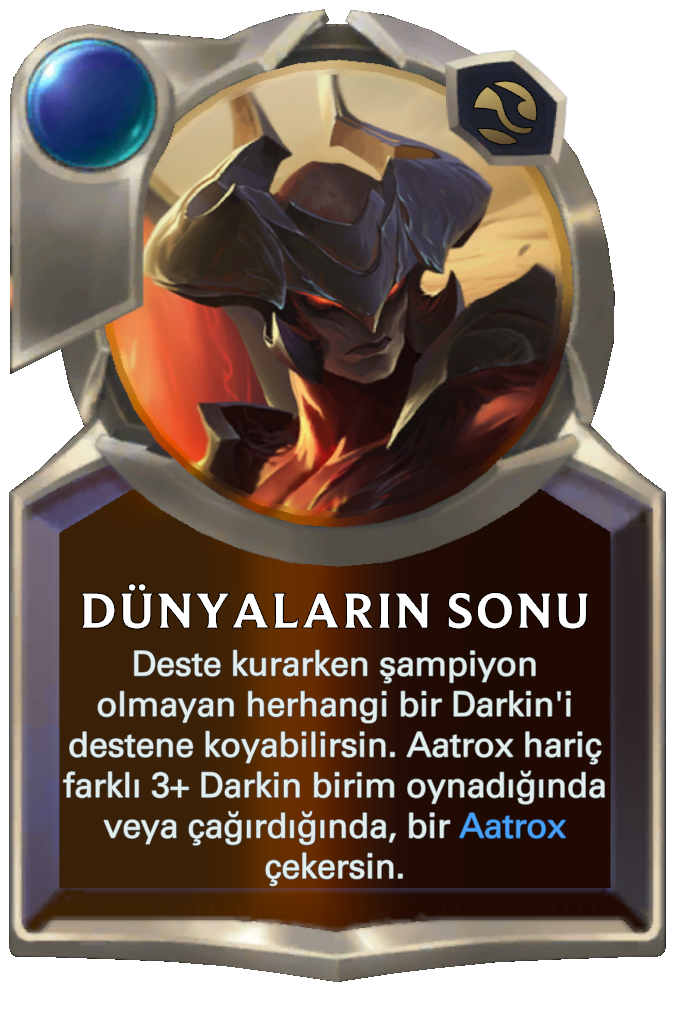 DÜNYALARIN SONU
Deste kurarken şampiyon
olmayan herhangi bir Darkin'i
destene koyabilirsin. Aatrox hariç
farklı 3+ Darkin birim oynadığında
veya çağırdığında, bir Aatrox
çekersin.